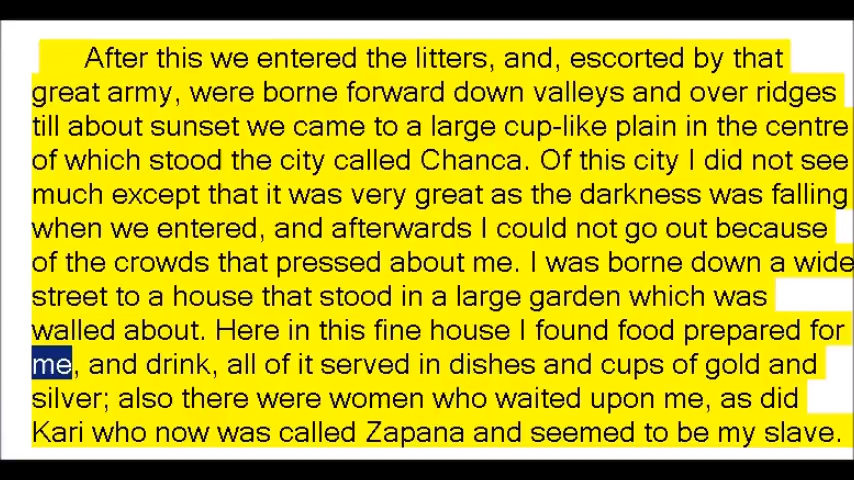 After this we entered the litters, and, escorted by that
great army, were borne forward down valleys and over ridges
till about sunset we came to a large cup-like plain in the centre
of which stood the city called Chanca. Of this city I did not see
much except that it was very great as the darkness was falling
when we entered, and afterwards I could not go out because
of the crowds that pressed about me. I was borne down a wide
street to a house that stood in a large garden which was
walled about. Here in this fine house I found food prepared for
me, and drink, all of it served in dishes and cups of gold and
silver; also there were women who waited upon me, as did
Kari who now was called Zapana and seemed to be my slave.